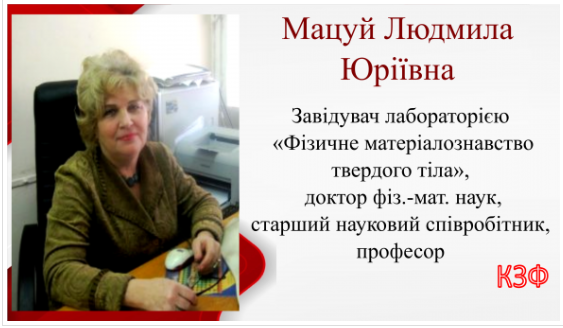 Мацуй Людмила
Юріївна
Завідувач лабораторією
«Фізичне матеріалознавство
твердого тіла»,
доктор фіз.-мат. наук,
старший науковий співробітник,
професор
КЗФ